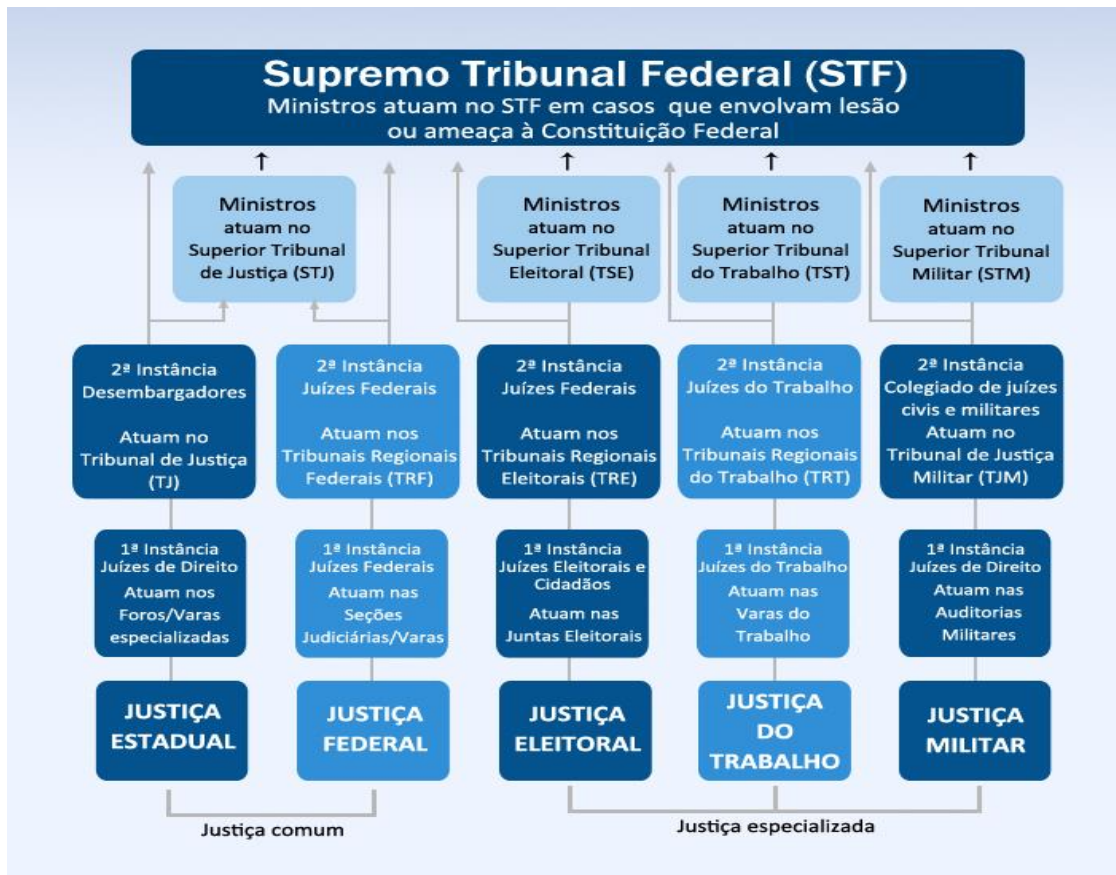 Supremo Tribunal Federal (STF)
Ministros atuam no STF em casos que envolvam lesão
ou ameaça à Constituição Federal
Ministros
atuam no
Superior Tribunal
de Justiça (STJ)
Ministros
atuam no
Superior Tribunal
Eleitoral (TSE)
Ministros
atuam no
Superior Tribunal
do Trabalho (TST)
Ministros
atuam no
Superior Tribunal
Militar (STM)
2ª Instância
Desembargadores
Atuam no
Tribunal de Justiça
(TJ)
2ª Instância
Juízes Federais
Atuam nos
Tribunais Regionais
Federais (TRF)
2ª Instância
Juízes Federais
Atuam nos
Tribunais Regionais
Eleitorais (TRE)
2ª Instância
Juízes do Trabalho
Atuam nos
Tribunais Regionais
do Trabalho (TRT)
2ª Instância
Colegiado de juízes
civis e militares
Atuam no
Tribunal de Justiça
Militar (TJM)
1ª Instância
Juízes de Direito
Atuam nos
Foros/Varas
especializadas
1ª Instância
Juízes Federais
Atuam nas
Seções
Judiciárias/Varas
1ª Instância
Juízes Eleitorais e
Cidadãos
Atuam nas
Juntas Eleitorais
1ª Instância
Juízes do Trabalho
Atuam nas
Varas do
Trabalho
1ª Instância
Juízes de Direito
Atuam nas
Auditorias
Militares
JUSTIÇA
ESTADUAL
JUSTIÇA
FEDERAL
JUSTIÇA
ELEITORAL
JUSTIÇA
DO
TRABALHO
JUSTIÇA
MILITAR
Justiça comum
Justiça especializada